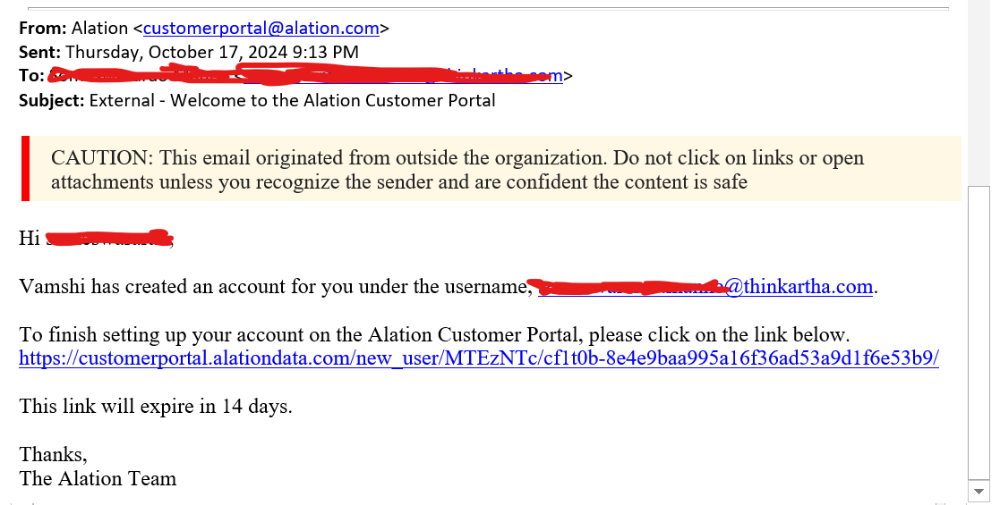 From: Alation <customerportal@alation.com>
Sent: Thursday, October 17, 2024 9:13 PM
To: >
Subject: External - Welcome to the Alation Customer Portal
CAUTION: This email originated from outside the organization. Do not click on links or open
attachments unless you recognize the sender and are confident the content is safe
Hi
Vamshi has created an account for you under the username, @thinkartha.com.
To finish setting up your account on the Alation Customer Portal, please click on the link below.
https://customerportal.alationdata.com/new_user/MTEzNTc/cf1t0b-8e4e9baa995a16f36ad53a9d1f6e53b9/
This link will expire in 14 days.
Thanks,
The Alation Team